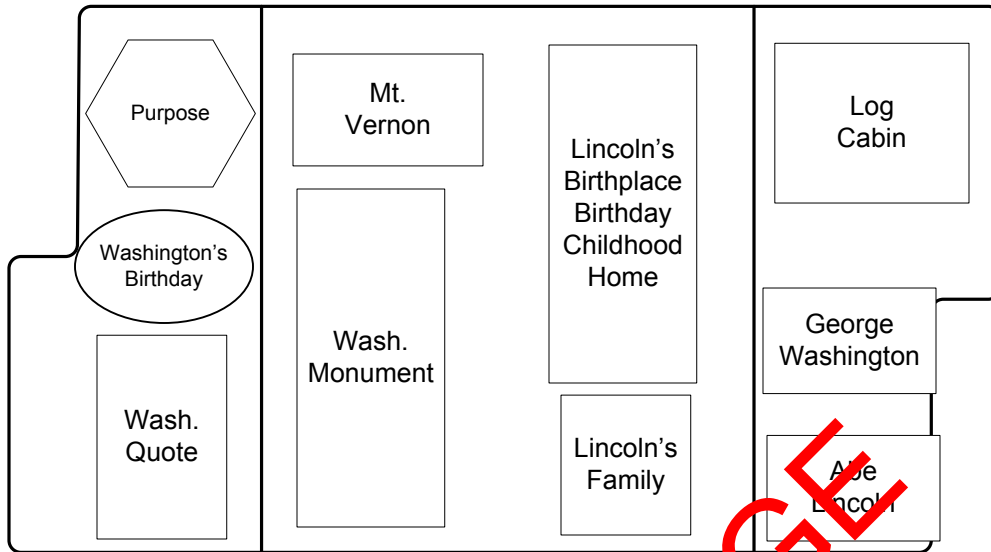 Purpose
Washington's
Birthday
Wash.
Quote
Mt.
Vernon
Wash.
Monument
Lincoln's
Birthplace
Birthday
Childhood
Home
Lincoln's
Family
Log
Cabin
George
Washington
Abe
Lincoln
GE